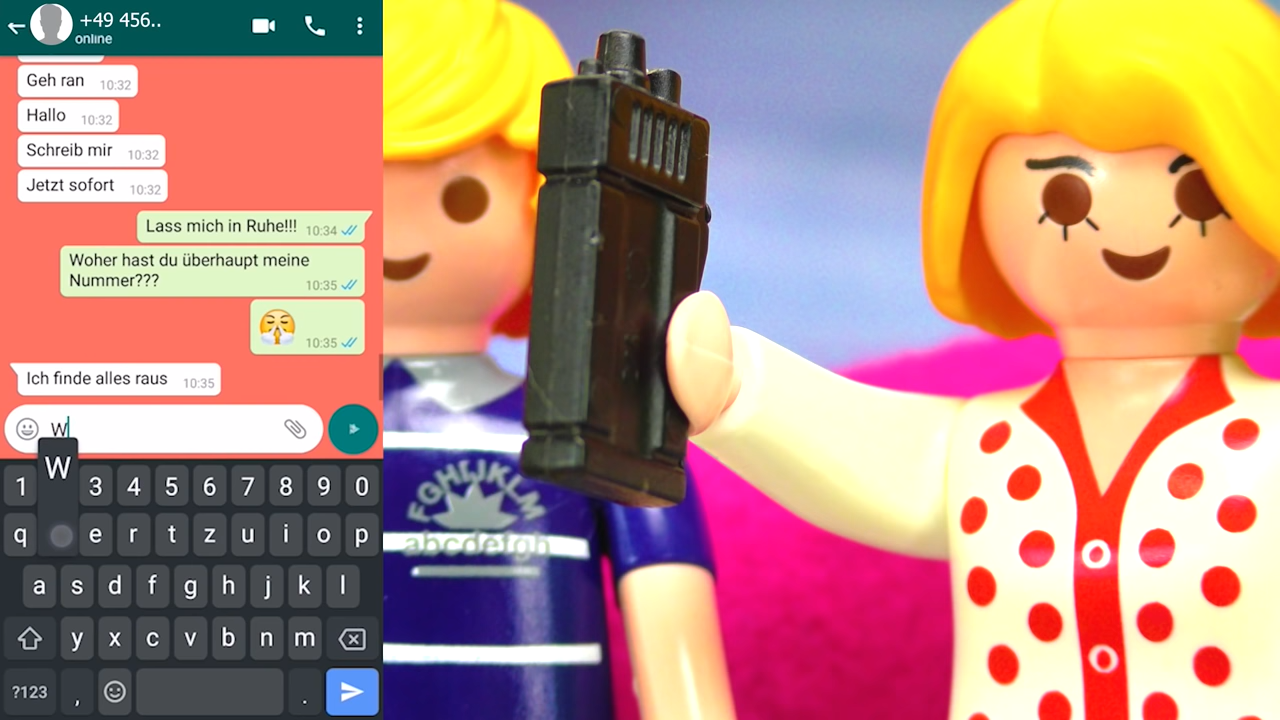 +49 456..
online
Geh ran 10:32
Hallo 10:32
Schreib mir 10:32
Jetzt sofort 10:32
Lass mich in Ruhe!!! 10:34
Woher hast du überhaupt meine
Nummer??? 10:35
😤 10:35
Ich finde alles raus 10:35
W
W
1 3 4 5 6 7 8 9 0
q e r t z u i o p
a s d f g h j k l
y x c v b n m
?123 , .
FGHIJKLM
abcdefgh